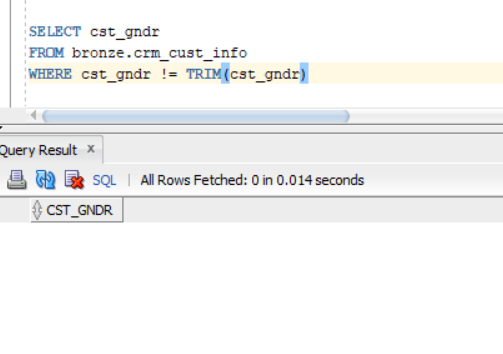 SELECT cst_gndr
FROM bronze.crm_cust_info
WHERE cst_gndr != TRIM(cst_gndr)
Query Result x
SQL | All Rows Fetched: 0 in 0.014 seconds
CST_GNDR